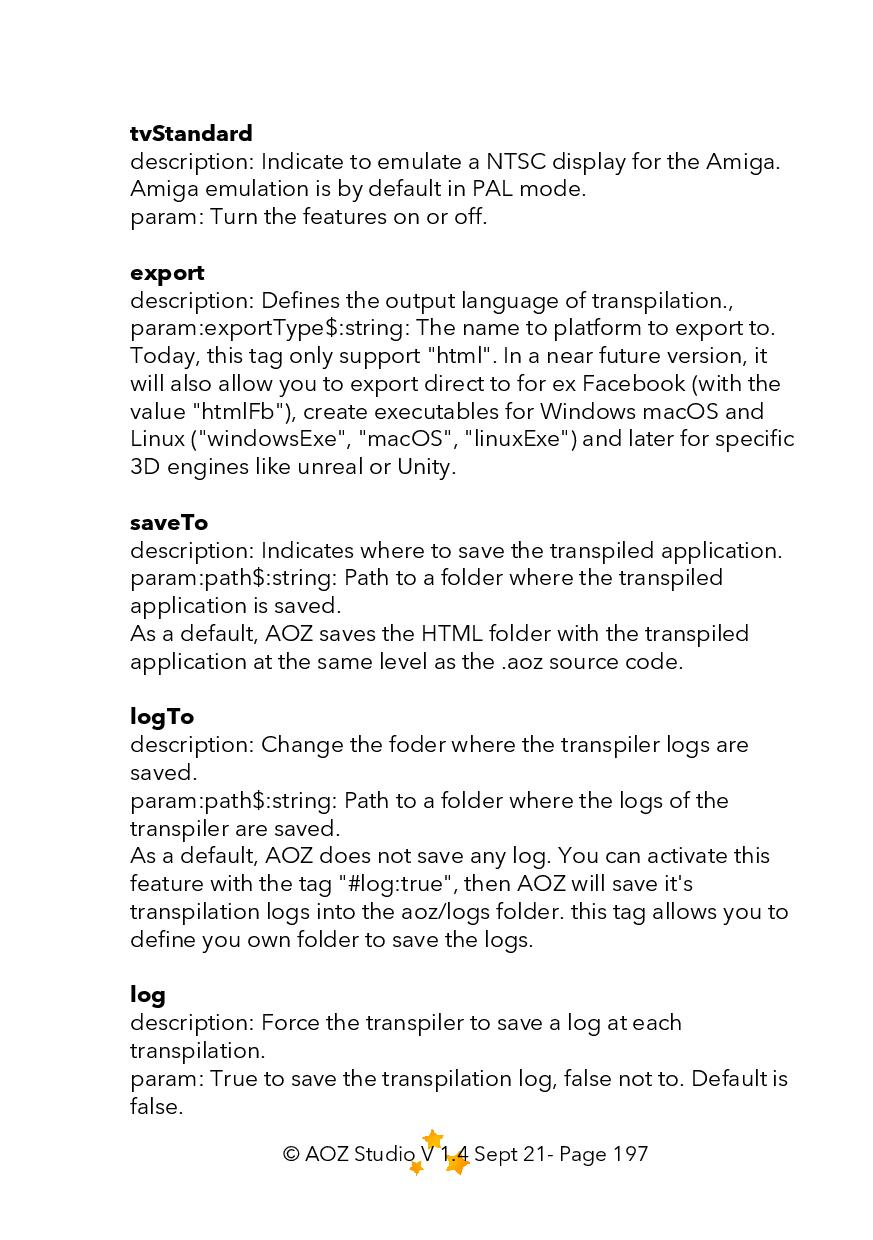 tvStandard
description: Indicate to emulate a NTSC display for the Amiga.
Amiga emulation is by default in PAL mode.
param: Turn the features on or off.
export
description: Defines the output language of transpilation.,
param:exportType$:string: The name to platform to export to.
Today, this tag only support "html". In a near future version, it
will also allow you to export direct to for ex Facebook (with the
value "htmlFb"), create executables for Windows macOS and
Linux ("windowsExe", "macOS", "linuxExe") and later for specific
3D engines like unreal or Unity.
saveTo
description: Indicates where to save the transpiled application.
param:path$:string: Path to a folder where the transpiled
application is saved.
As a default, AOZ saves the HTML folder with the transpiled
application at the same level as the .aoz source code.
logTo
description: Change the foder where the transpiler logs are
saved.
param:path$:string: Path to a folder where the logs of the
transpiler are saved.
As a default, AOZ does not save any log. You can activate this
feature with the tag "#log:true", then AOZ will save it's
transpilation logs into the aoz/logs folder. this tag allows you to
define you own folder to save the logs.
log
description: Force the transpiler to save a log at each
transpilation.
param: True to save the transpilation log, false not to. Default is
false.
© AOZ Studio V 1.4 Sept 21- Page 197